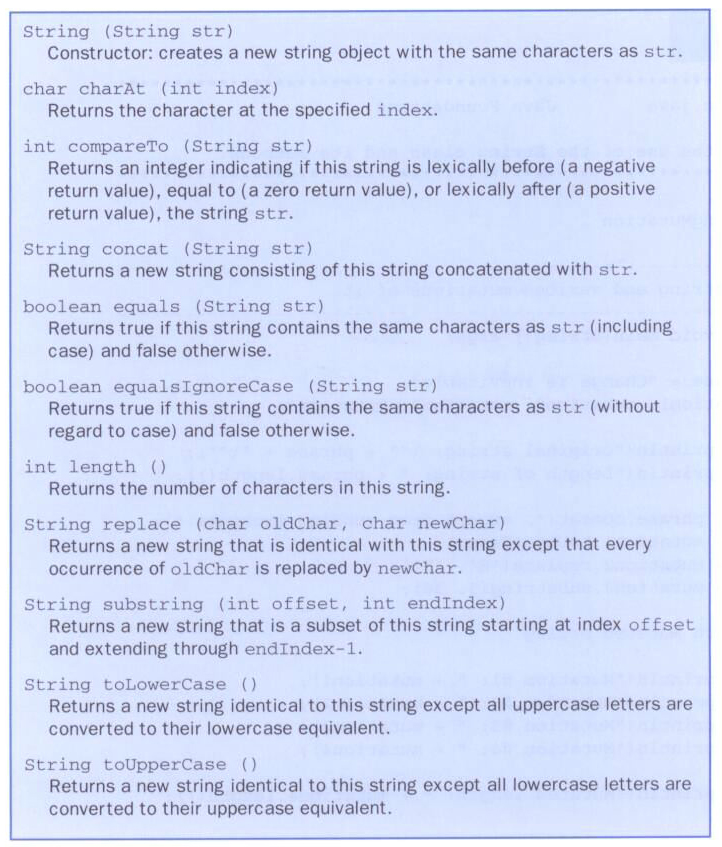 String (String str)
Constructor: creates a new string object with the same characters as str.
char charAt (int index)
Returns the character at the specified index.
int compareTo (String str)
Returns an integer indicating if this string is lexically before (a negative
return value), equal to (a zero return value), or lexically after (a positive
return value), the string str.
String concat (String str)
Returns a new string consisting of this string concatenated with str.
boolean equals (String str)
Returns true if this string contains the same characters as str (including
case) and false otherwise.
boolean equalsIgnoreCase (String str)
Returns true if this string contains the same characters as str (without
regard to case) and false otherwise.
int length ()
Returns the number of characters in this string.
String replace (char oldChar, char newChar)
Returns a new string that is identical with this string except that every
occurrence of oldChar is replaced by newChar.
String substring (int offset, int endIndex)
Returns a new string that is a subset of this string starting at index offset
and extending through endIndex-1.
String toLowerCase ()
Returns a new string identical to this string except all uppercase letters are
converted to their lowercase equivalent.
String toUpperCase ()
Returns a new string identical to this string except all lowercase letters are
converted to their uppercase equivalent.